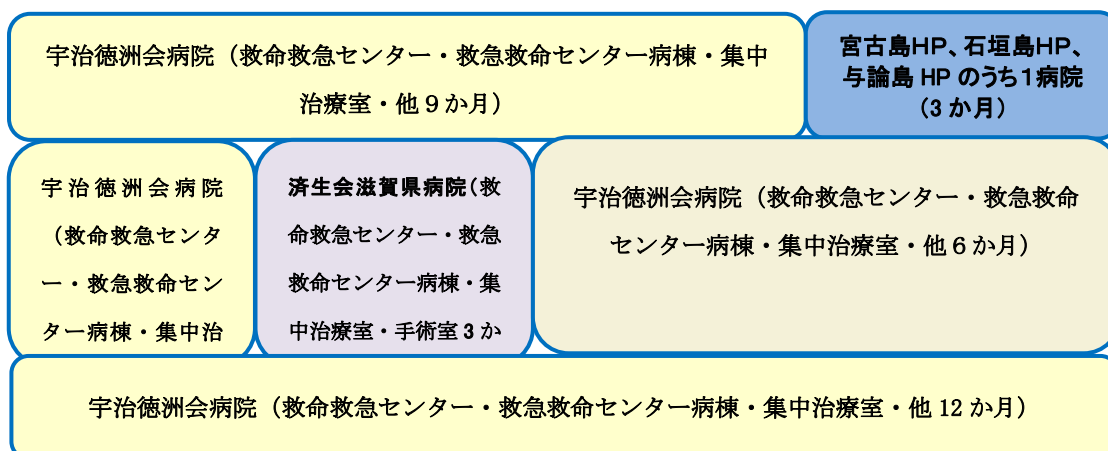 宇治徳洲会病院（救命救急センター・救急救命センター病棟・集中
治療室・他９か月）
宮古島HP、石垣島HP、
与論島 HP のうち１病院
（3 か月）
宇治徳洲会病院
（救命救急センタ
ー・救急救命セン
ター病棟・集中治
済生会滋賀県病院（救
命救急センター・救急
救命センター病棟・集
中治療室・手術室 3 か
宇治徳洲会病院（救命救急センター・救急救命
センター病棟・集中治療室・他６か月）
宇治徳洲会病院（救命救急センター・救急救命センター病棟・集中治療室・他 12 か月）